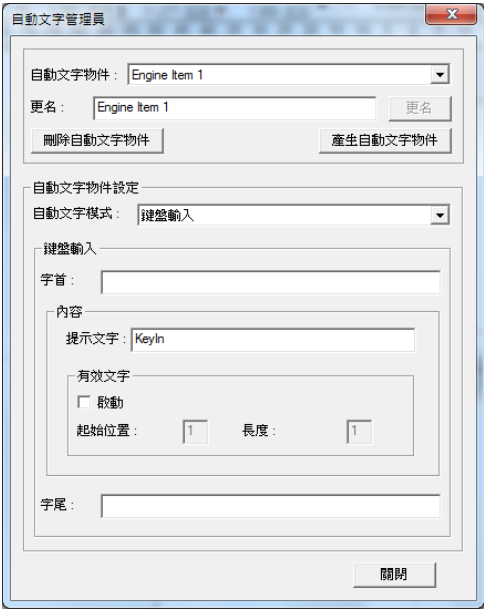 自動文字管理員
自動文字物件： Engine Item 1
更名： Engine Item 1 更名
刪除自動文字物件 產生自動文字物件
自動文字物件設定
自動文字模式： 鍵盤輸入
鍵盤輸入
字首：
內容
提示文字： KeyIn
有效文字
啟動
起始位置： 1 長度： 1
字尾：
關閉